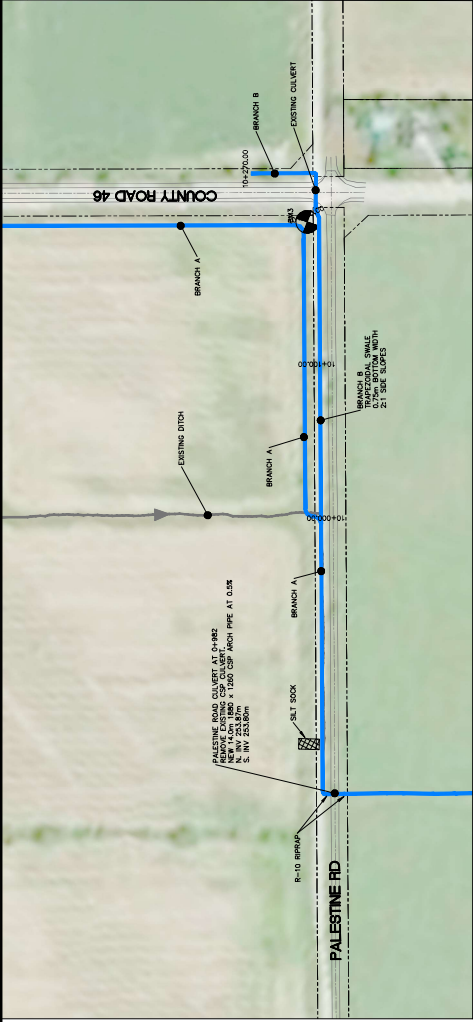 BRANCH B
10+270.00
EXISTING CULVERT
COUNTY ROAD 46
BM3
BRANCH A
10+100.00
BRANCH B
TRAPEZOIDAL SWALE
0.75m BOTTOM WIDTH
2:1 SIDE SLOPES
BRANCH A
EXISTING DITCH
10+000.00
BRANCH A
PALESTINE ROAD CULVERT AT 0+982
REMOVE EXISTING CSP CULVERT.
NEW 14.0m 1880 x 1260 CSP ARCH PIPE AT 0.5%
N. INV 253.87m
S. INV 253.80m
SILT SOCK
R-10 RIPRAP
PALESTINE RD